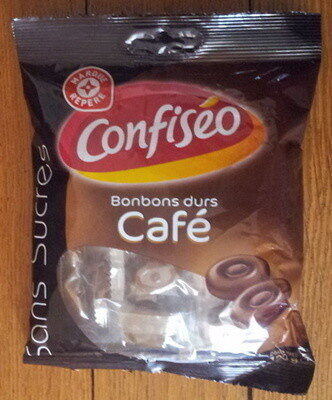 MARQUE
REPÈRE
Confiséo
Bonbons durs
Café
Sans Sucres